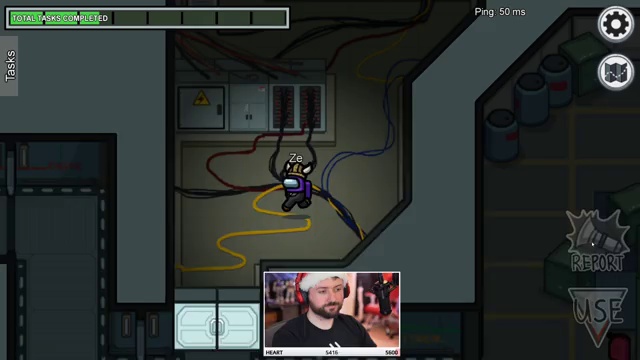 TOTAL TASKS COMPLETED
Ping: 50 ms
Tasks
Ze
REPORT
USE
HEART 5416 5600